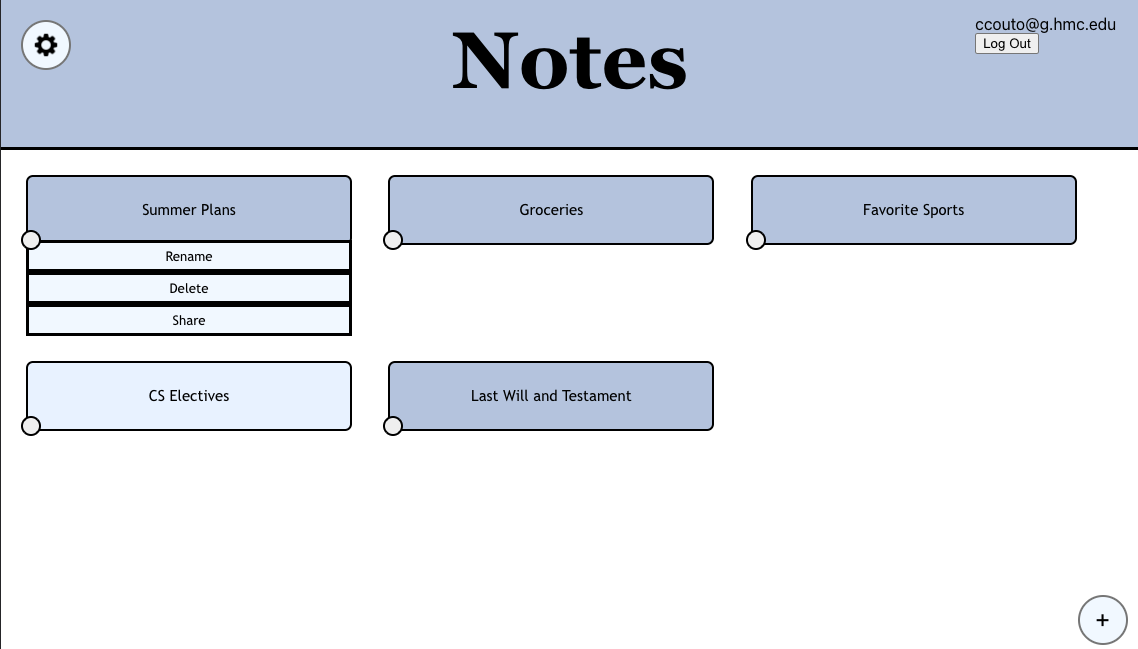 Notes
ccouto@g.hmc.edu
Log Out
Summer Plans
Groceries
Favorite Sports
Rename
Delete
Share
CS Electives
Last Will and Testament
+